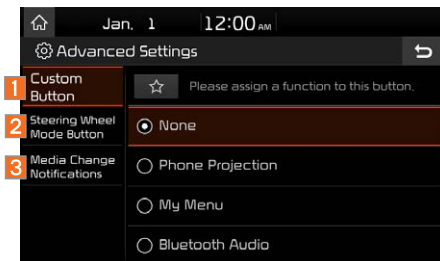 Jan. 1 12:00 AM
Advanced Settings
1 Custom
Button
Please assign a function to this button.
2 Steering Wheel
Mode Button
None
3 Media Change
Notifications
Phone Projection
My Menu
Bluetooth Audio